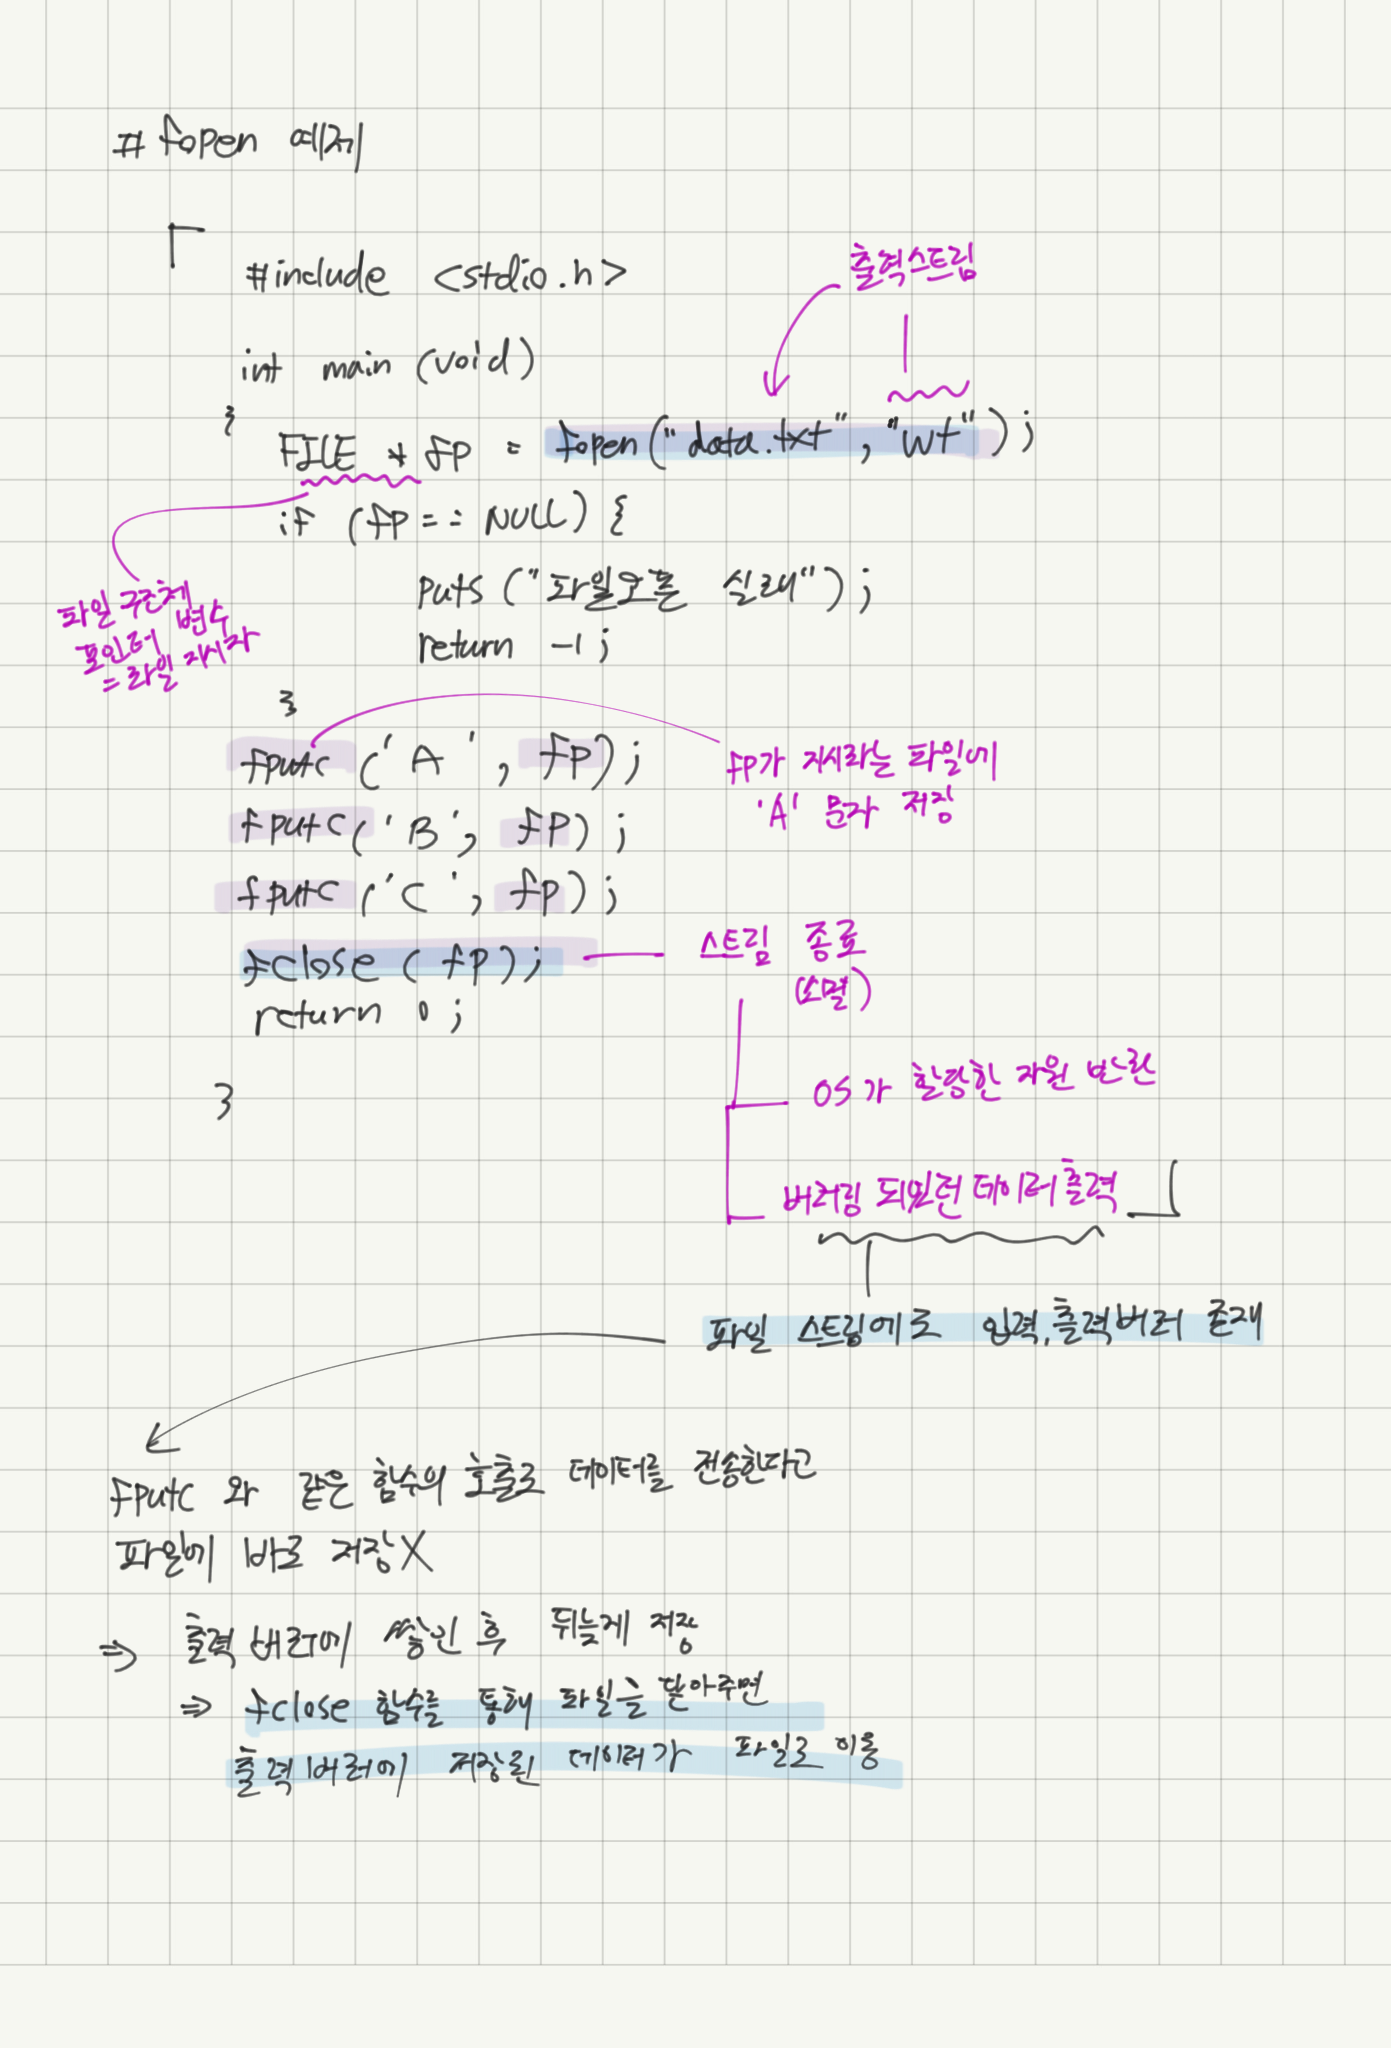 # fopen 예제
#include <stdio.h>
출력스트림
int main (void)
{
FILE * fp = fopen("data.txt", "wt");
if (fp == NULL) {
puts ("파일오픈 실패");
return -1;
파일 구조체
포인터 변수
= 파일 지시자
}
fputc ('A', fp);
fp가 지시하는 파일에
'A' 문자 저장
fputc ('B', fp);
fputc ('C', fp);
fclose (fp);
스트림 종료
(소멸)
return 0;
OS가 할당한 자원 반환
}
버퍼링 되있던 데이터 출력
파일 스트림에도 입력, 출력버퍼 존재
fputc 와 같은 함수의 호출로 데이터를 전송한다고
파일에 바로 저장X
⇒ 출력버퍼에 쌓인 후 뒤늦게 저장
⇒ fclose 함수를 통해 파일을 닫아주면
출력버퍼에 저장된 데이터가 파일로 이동